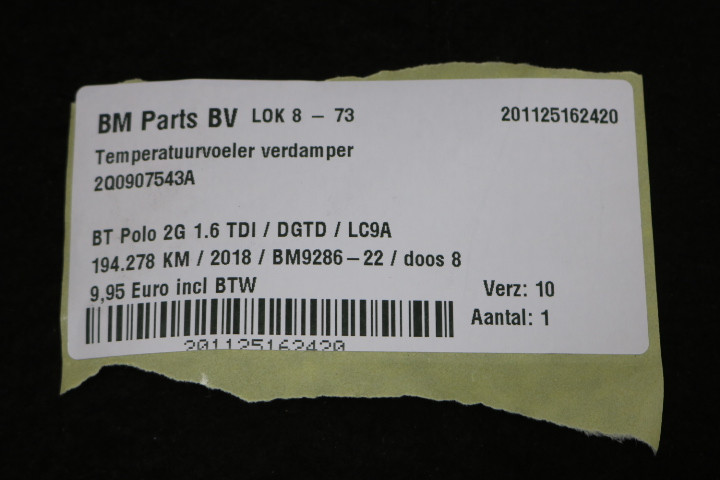 BM Parts BV LOK 8 - 73 201125162420
Temperatuurvoeler verdamper
2Q0907543A
BT Polo 2G 1.6 TDI / DGTD / LC9A
194.278 KM / 2018 / BM9286-22 / doos 8
9,95 Euro incl BTW Verz: 10
Aantal: 1
201125162420